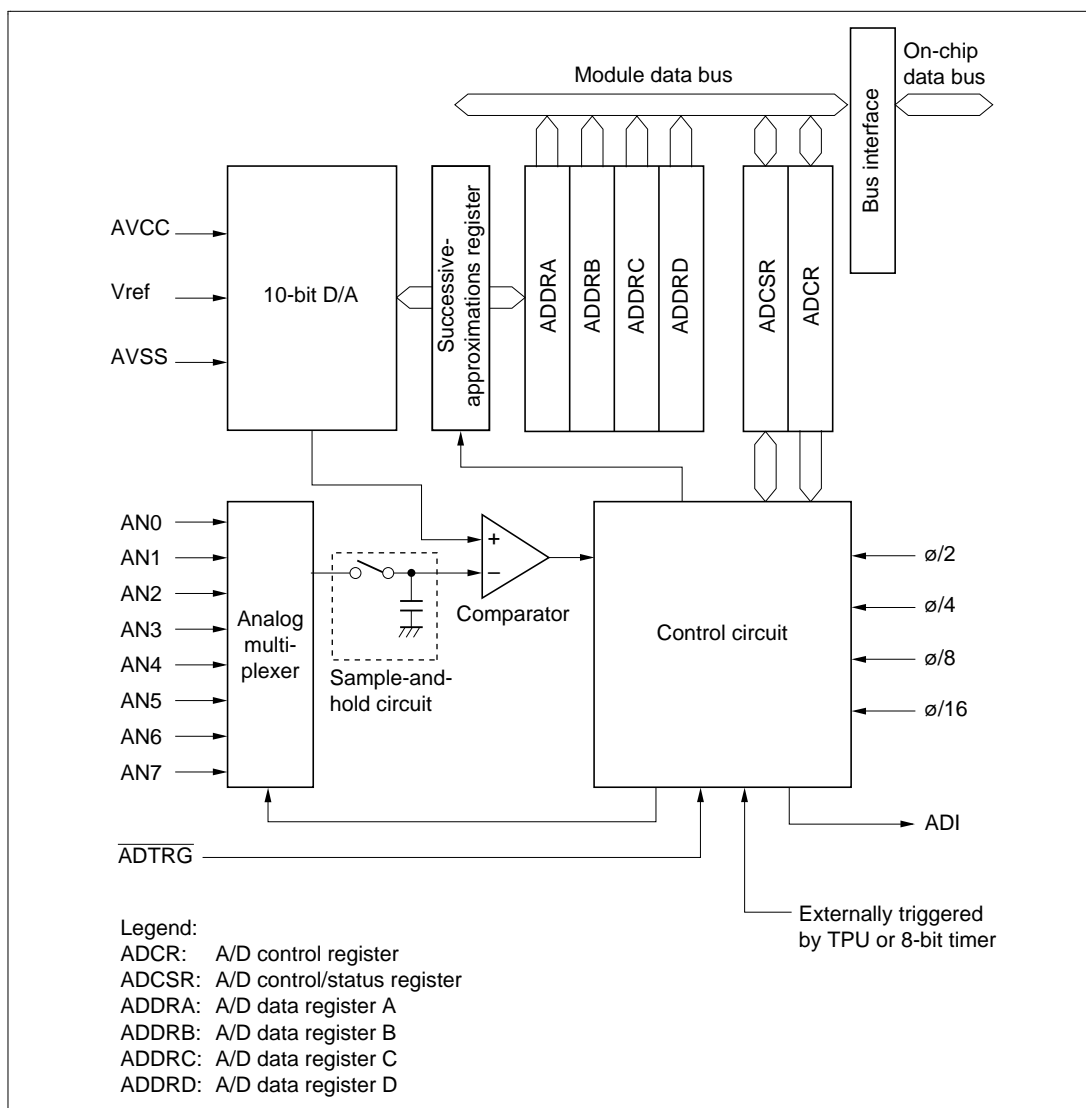 Module data bus
On-chip
data bus
Bus interface
AVCC
Vref
AVSS
10-bit D/A
Successive-
approximations register
ADDRA
ADDRB
ADDRC
ADDRD
ADCSR
ADCR
AN0
AN1
AN2
AN3
AN4
AN5
AN6
AN7
Analog
multi-
plexer
+
−
Comparator
Sample-and-
hold circuit
Control circuit
ø/2
ø/4
ø/8
ø/16
ADI
ADTRG
Externally triggered
by TPU or 8-bit timer
Legend:
ADCR: A/D control register
ADCSR: A/D control/status register
ADDRA: A/D data register A
ADDRB: A/D data register B
ADDRC: A/D data register C
ADDRD: A/D data register D